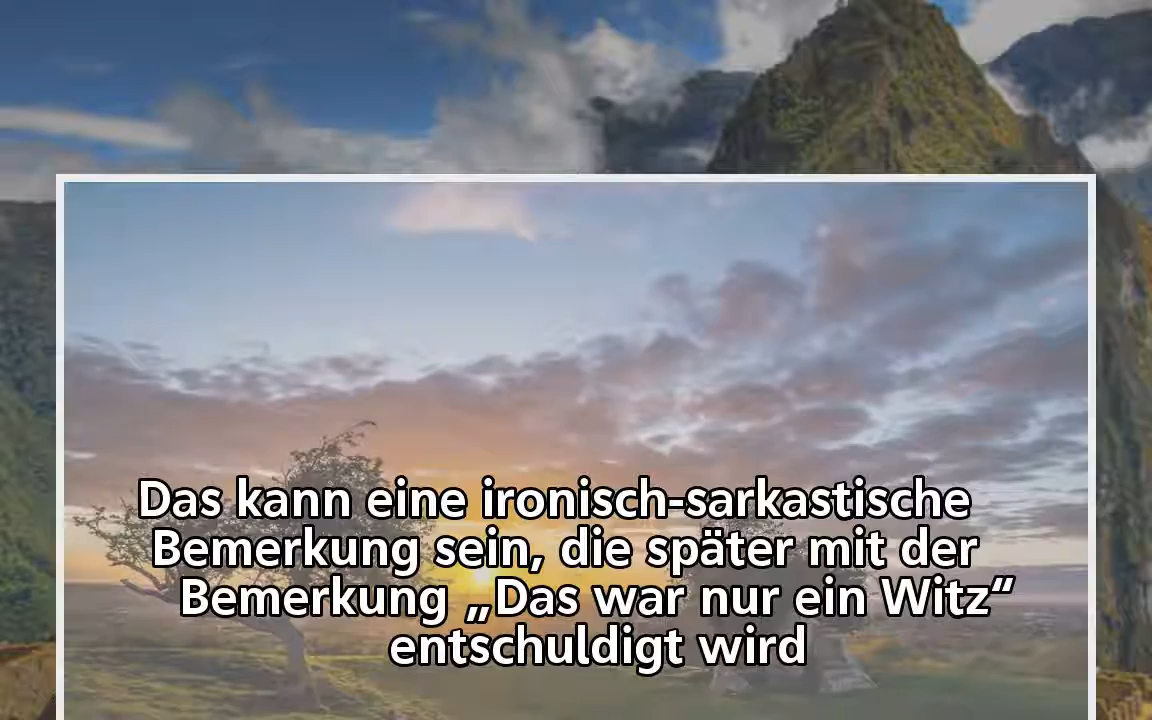 Das kann eine ironisch-sarkastische
Bemerkung sein, die später mit der
Bemerkung „Das war nur ein Witz“
entschuldigt wird